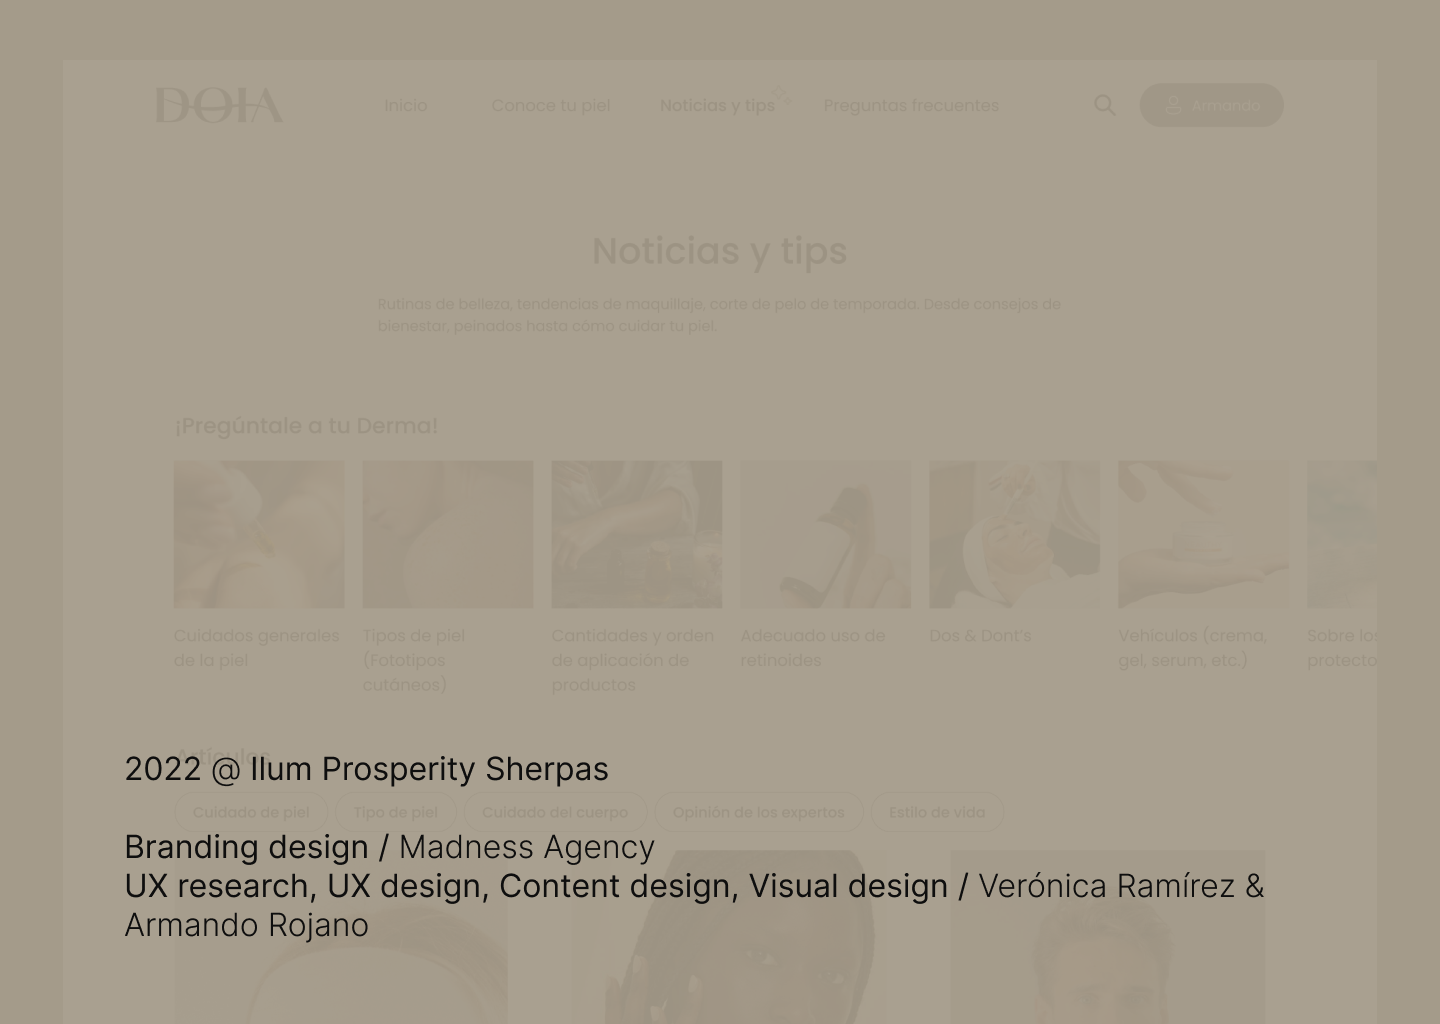 DOIA
Inicio
Conoce tu piel
Noticias y tips
Preguntas frecuentes
Armando
Noticias y tips
Rutinas de belleza, tendencias de maquillaje, corte de pelo de temporada. Desde consejos de
bienestar, peinados hasta cómo cuidar tu piel.
¡Pregúntale a tu Derma!
Cuidados generales
de la piel
Tipos de piel
(Fototipos
cutáneos)
Cantidades y orden
de aplicación de
productos
Adecuado uso de
retinoides
Dos & Dont's
Vehículos (crema,
gel, serum, etc.)
Sobre los
protecto
Artículos
2022 @ Ilum Prosperity Sherpas
Cuidado de piel
Tipo de piel
Cuidado del cuerpo
Opinión de los expertos
Estilo de vida
Branding design / Madness Agency
UX research, UX design, Content design, Visual design / Verónica Ramírez &
Armando Rojano